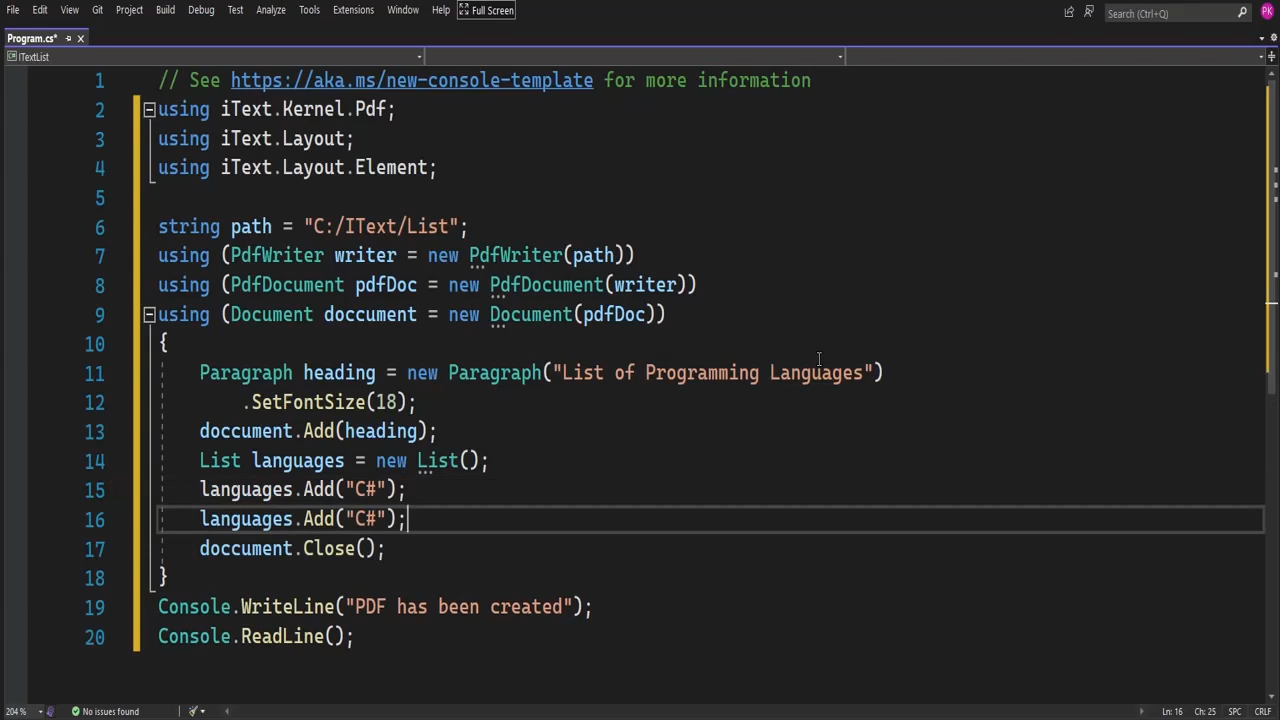 File Edit View Git Project Build Debug Test Analyze Tools Extensions Window Help Full Screen Search (Ctrl+Q) PK
Program.cs*
ITextList
1 // See https://aka.ms/new-console-template for more information
2 using iText.Kernel.Pdf;
3 using iText.Layout;
4 using iText.Layout.Element;
5
6 string path = "C:/IText/List";
7 using (PdfWriter writer = new PdfWriter(path))
8 using (PdfDocument pdfDoc = new PdfDocument(writer))
9 using (Document doccument = new Document(pdfDoc))
10 {
11 Paragraph heading = new Paragraph("List of Programming Languages")
12 .SetFontSize(18);
13 doccument.Add(heading);
14 List languages = new List();
15 languages.Add("C#");
16 languages.Add("C#");
17 doccument.Close();
18 }
19 Console.WriteLine("PDF has been created");
20 Console.ReadLine();
204 % No issues found Ln: 16 Ch: 25 SPC CRLF